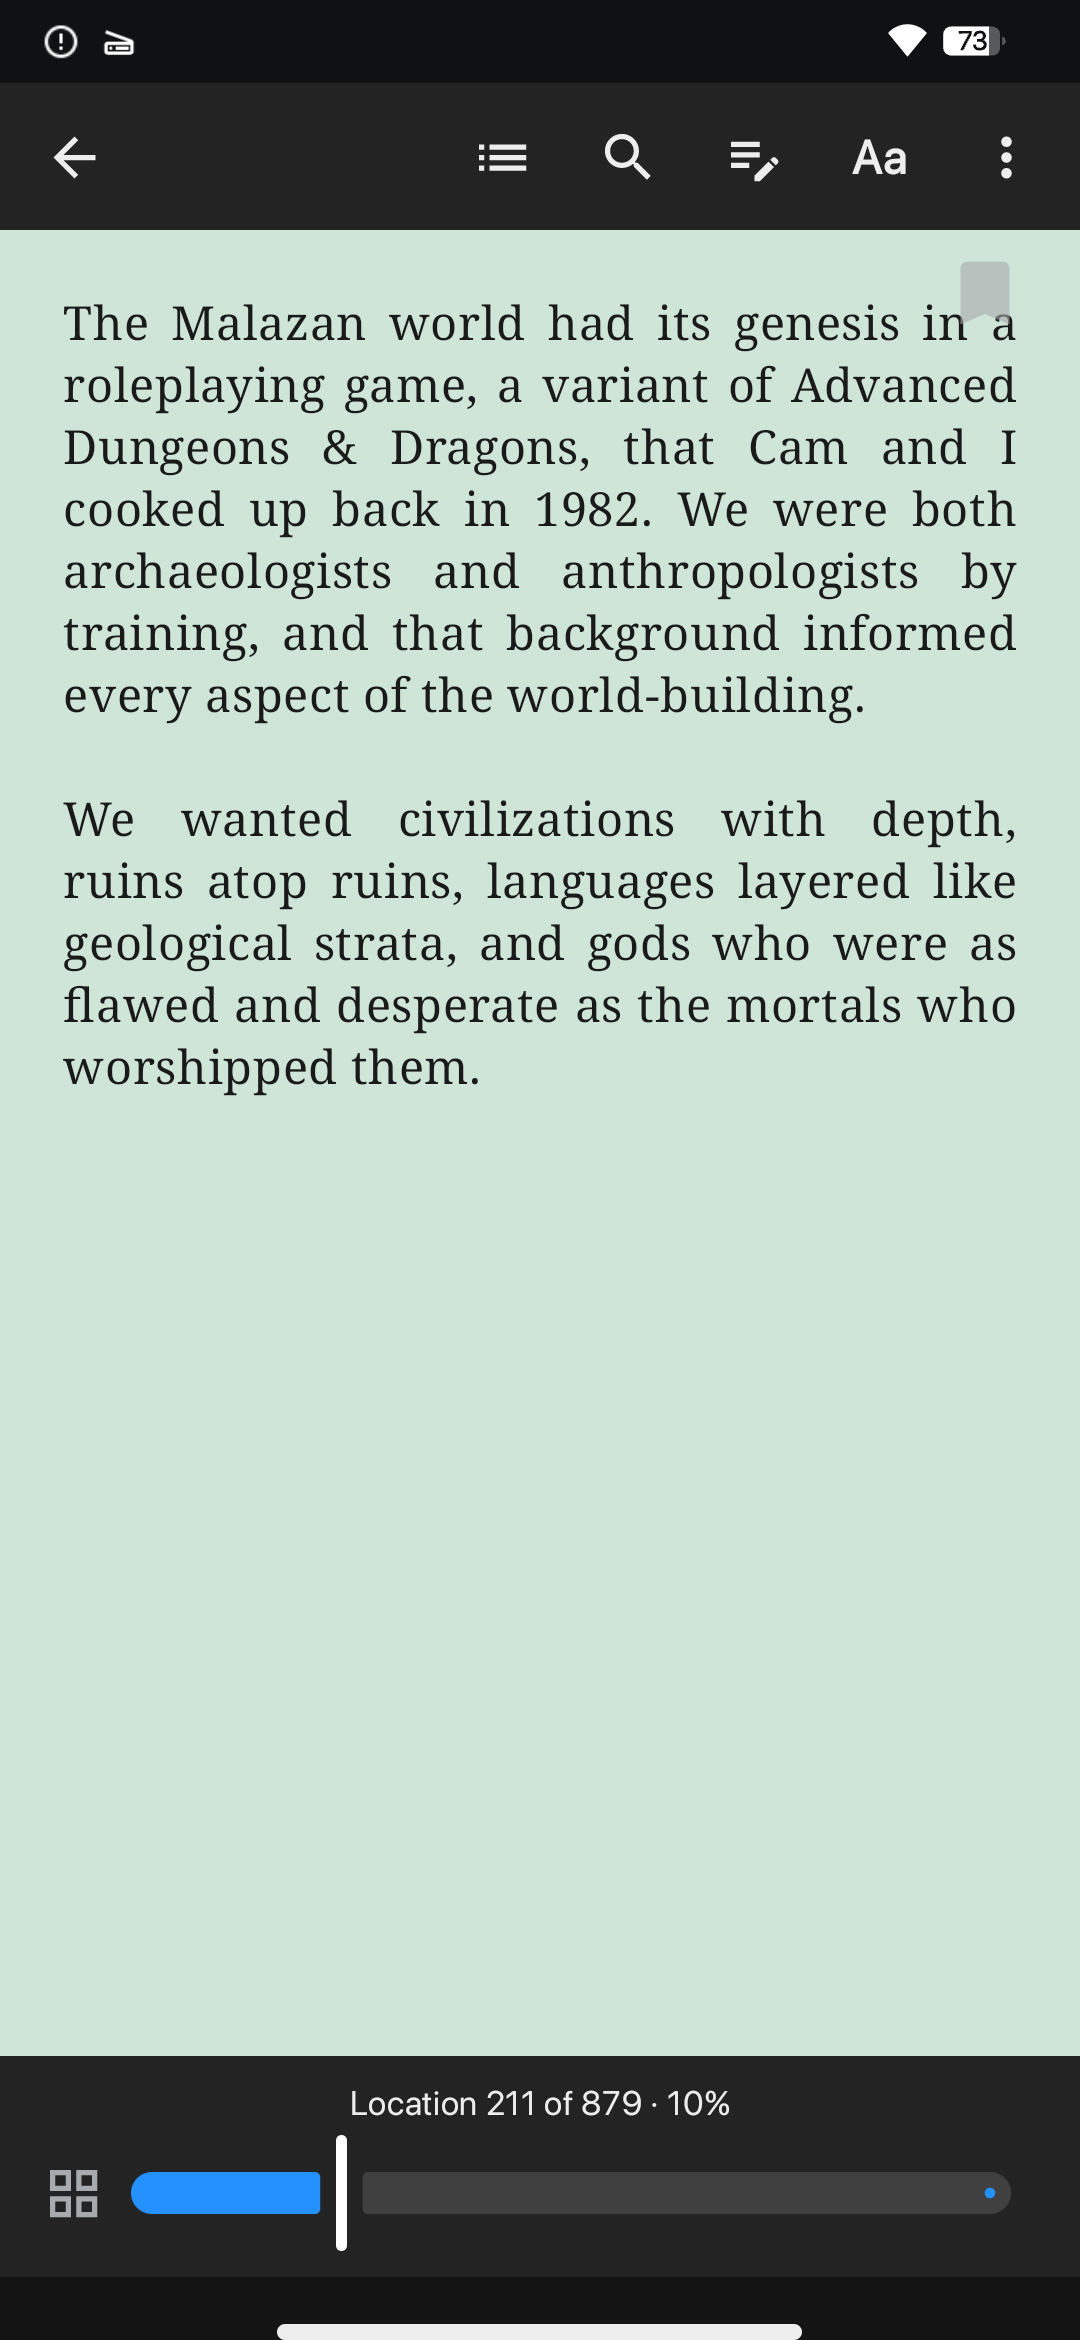 73
Aa
The Malazan world had its genesis in a
roleplaying game, a variant of Advanced
Dungeons & Dragons, that Cam and I
cooked up back in 1982. We were both
archaeologists and anthropologists by
training, and that background informed
every aspect of the world-building.
We wanted civilizations with depth,
ruins atop ruins, languages layered like
geological strata, and gods who were as
flawed and desperate as the mortals who
worshipped them.
Location 211 of 879 · 10%